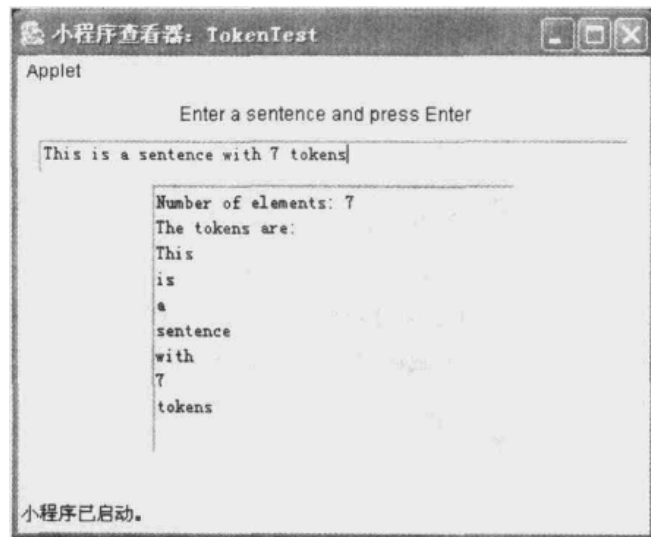 小程序查看器: TokenTest
Applet
Enter a sentence and press Enter
This is a sentence with 7 tokens
Number of elements: 7
The tokens are:
This
is
a
sentence
with
7
tokens
小程序已启动。